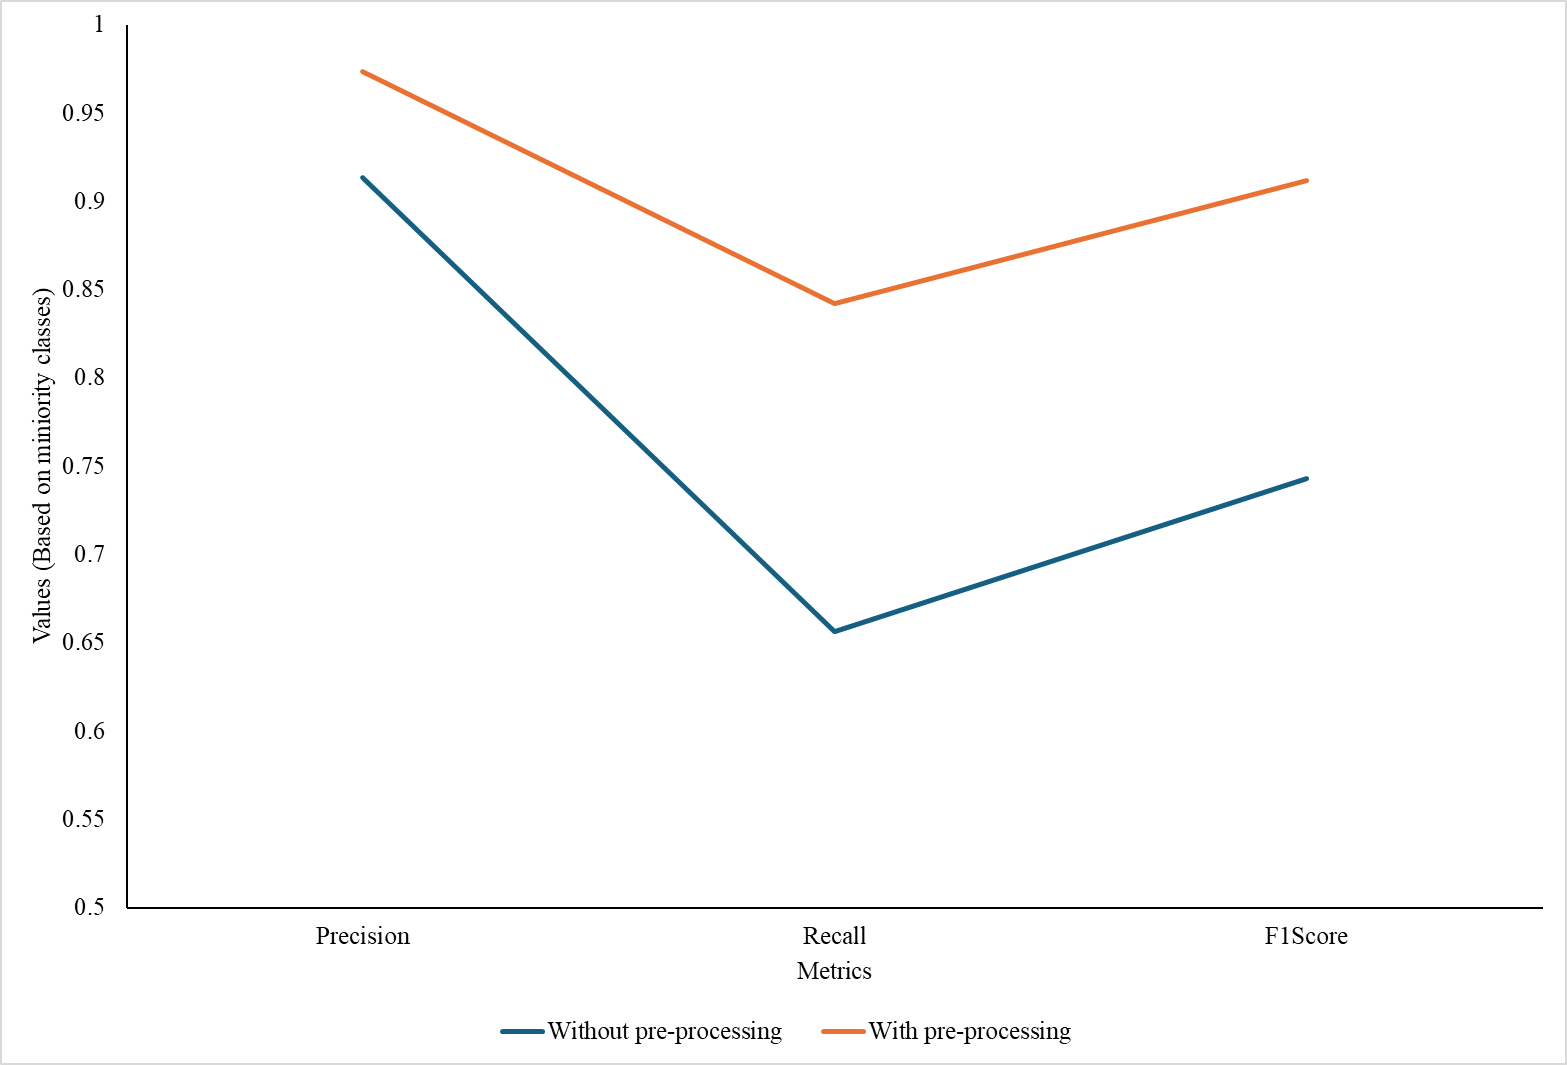 1
0.95
0.9
0.85
0.8
0.75
0.7
0.65
0.6
0.55
0.5
Values (Based on miniority classes)
Precision Recall F1Score
Metrics
Without pre-processing With pre-processing